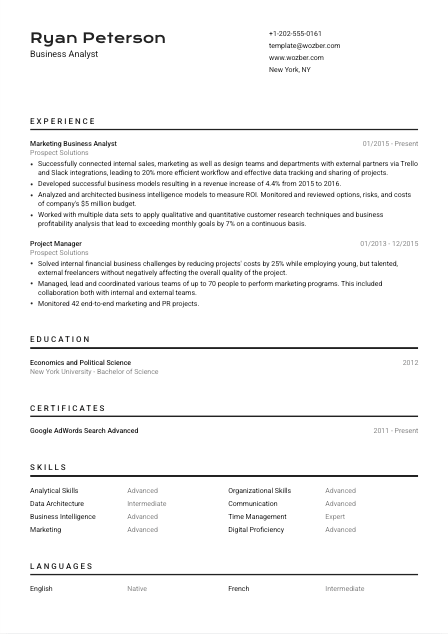 Ryan Peterson
Business Analyst
+1-202-555-0161
template@wozber.com
www.wozber.com
New York, NY
EXPERIENCE
Marketing Business Analyst 01/2015 - Present
Prospect Solutions
• Successfully connected internal sales, marketing as well as design teams and departments with external partners via Trello
and Slack integrations, leading to 20% more efficient workflow and effective data tracking and sharing of projects.
• Developed successful business models resulting in a revenue increase of 4.4% from 2015 to 2016.
• Analyzed and architected business intelligence models to measure ROI. Monitored and reviewed options, risks, and costs
of company's $5 million budget.
• Worked with multiple data sets to apply qualitative and quantitative customer research techniques and business
profitability analysis that lead to exceeding monthly goals by 7% on a continuous basis.
Project Manager 01/2013 - 12/2015
Prospect Solutions
• Solved internal financial business challenges by reducing projects' costs by 25% while employing young, but talented,
external freelancers without negatively affecting the overall quality of the project.
• Managed, lead and coordinated various teams of up to 70 people to perform marketing programs. This included
collaboration both with internal and external teams.
• Monitored 42 end-to-end marketing and PR projects.
EDUCATION
Economics and Political Science 2012
New York University - Bachelor of Science
CERTIFICATES
Google AdWords Search Advanced 2011 - Present
SKILLS
Analytical Skills Advanced Organizational Skills Advanced
Data Architecture Intermediate Communication Advanced
Business Intelligence Advanced Time Management Expert
Marketing Advanced Digital Proficiency Advanced
LANGUAGES
English Native French Intermediate